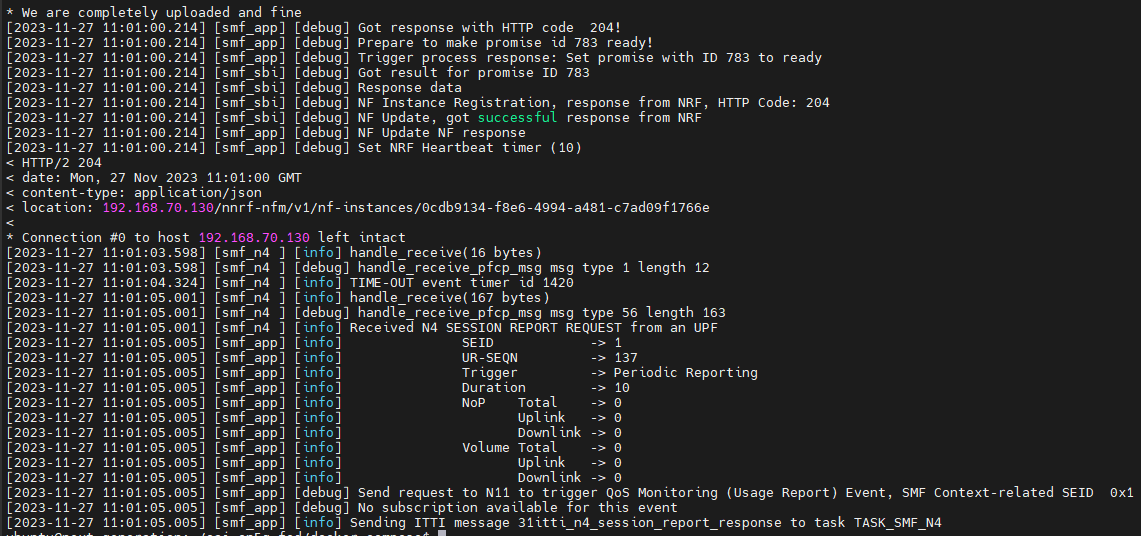 * We are completely uploaded and fine
[2023-11-27 11:01:00.214] [smf_app] [debug] Got response with HTTP code  204!
[2023-11-27 11:01:00.214] [smf_app] [debug] Prepare to make promise id 783 ready!
[2023-11-27 11:01:00.214] [smf_app] [debug] Trigger process response: Set promise with ID 783 to ready
[2023-11-27 11:01:00.214] [smf_sbi] [debug] Got result for promise ID 783
[2023-11-27 11:01:00.214] [smf_sbi] [debug] Response data
[2023-11-27 11:01:00.214] [smf_sbi] [debug] NF Instance Registration, response from NRF, HTTP Code: 204
[2023-11-27 11:01:00.214] [smf_sbi] [debug] NF Update, got successful response from NRF
[2023-11-27 11:01:00.214] [smf_app] [debug] NF Update NF response
[2023-11-27 11:01:00.214] [smf_app] [debug] Set NRF Heartbeat timer (10)
< HTTP/2 204
< date: Mon, 27 Nov 2023 11:01:00 GMT
< content-type: application/json
< location: 192.168.70.130/nnrf-nfm/v1/nf-instances/0cdb9134-f8e6-4994-a481-c7ad09f1766e
<
* Connection #0 to host 192.168.70.130 left intact
[2023-11-27 11:01:03.598] [smf_n4 ] [info] handle_receive(16 bytes)
[2023-11-27 11:01:03.598] [smf_n4 ] [debug] handle_receive_pfcp_msg msg type 1 length 12
[2023-11-27 11:01:04.324] [smf_n4 ] [info] TIME-OUT event timer id 1420
[2023-11-27 11:01:05.001] [smf_n4 ] [info] handle_receive(167 bytes)
[2023-11-27 11:01:05.001] [smf_n4 ] [debug] handle_receive_pfcp_msg msg type 56 length 163
[2023-11-27 11:01:05.001] [smf_n4 ] [info] Received N4 SESSION REPORT REQUEST from an UPF
[2023-11-27 11:01:05.005] [smf_app] [info]               SEID            -> 1
[2023-11-27 11:01:05.005] [smf_app] [info]               UR-SEQN         -> 137
[2023-11-27 11:01:05.005] [smf_app] [info]               Trigger         -> Periodic Reporting
[2023-11-27 11:01:05.005] [smf_app] [info]               Duration        -> 10
[2023-11-27 11:01:05.005] [smf_app] [info]               NoP    Total    -> 0
[2023-11-27 11:01:05.005] [smf_app] [info]                      Uplink   -> 0
[2023-11-27 11:01:05.005] [smf_app] [info]                      Downlink -> 0
[2023-11-27 11:01:05.005] [smf_app] [info]               Volume Total    -> 0
[2023-11-27 11:01:05.005] [smf_app] [info]                      Uplink   -> 0
[2023-11-27 11:01:05.005] [smf_app] [info]                      Downlink -> 0
[2023-11-27 11:01:05.005] [smf_app] [debug] Send request to N11 to trigger QoS Monitoring (Usage Report) Event, SMF Context-related SEID  0x1
[2023-11-27 11:01:05.005] [smf_app] [debug] No subscription available for this event
[2023-11-27 11:01:05.005] [smf_app] [info] Sending ITTI message 31itti_n4_session_report_response to task TASK_SMF_N4